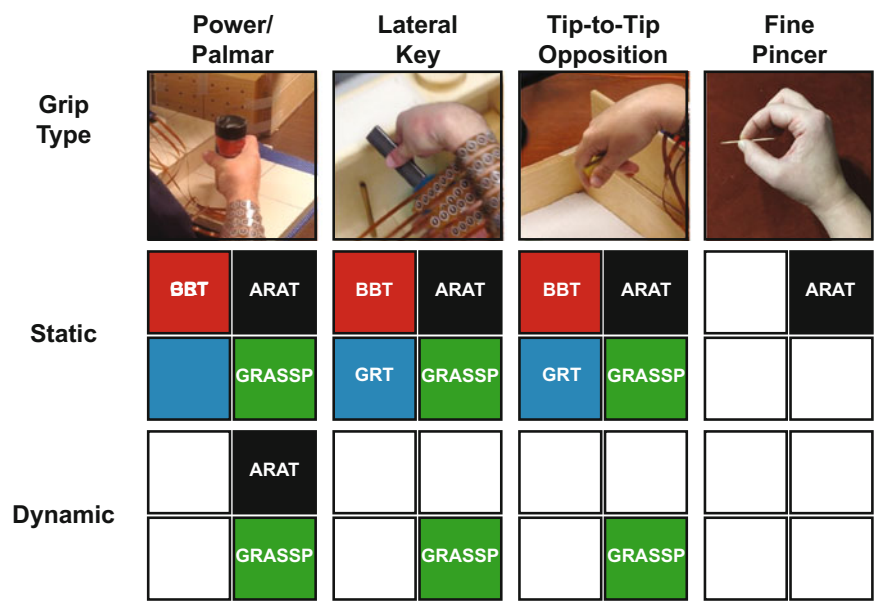 Power/ Lateral Tip-to-Tip Fine
Palmar Key Opposition Pincer
Grip
Type
ARAT BBT ARAT BBT ARAT ARAT
Static
GRASSP GRT GRASSP GRT GRASSP
ARAT
Dynamic
GRASSP GRASSP GRASSP